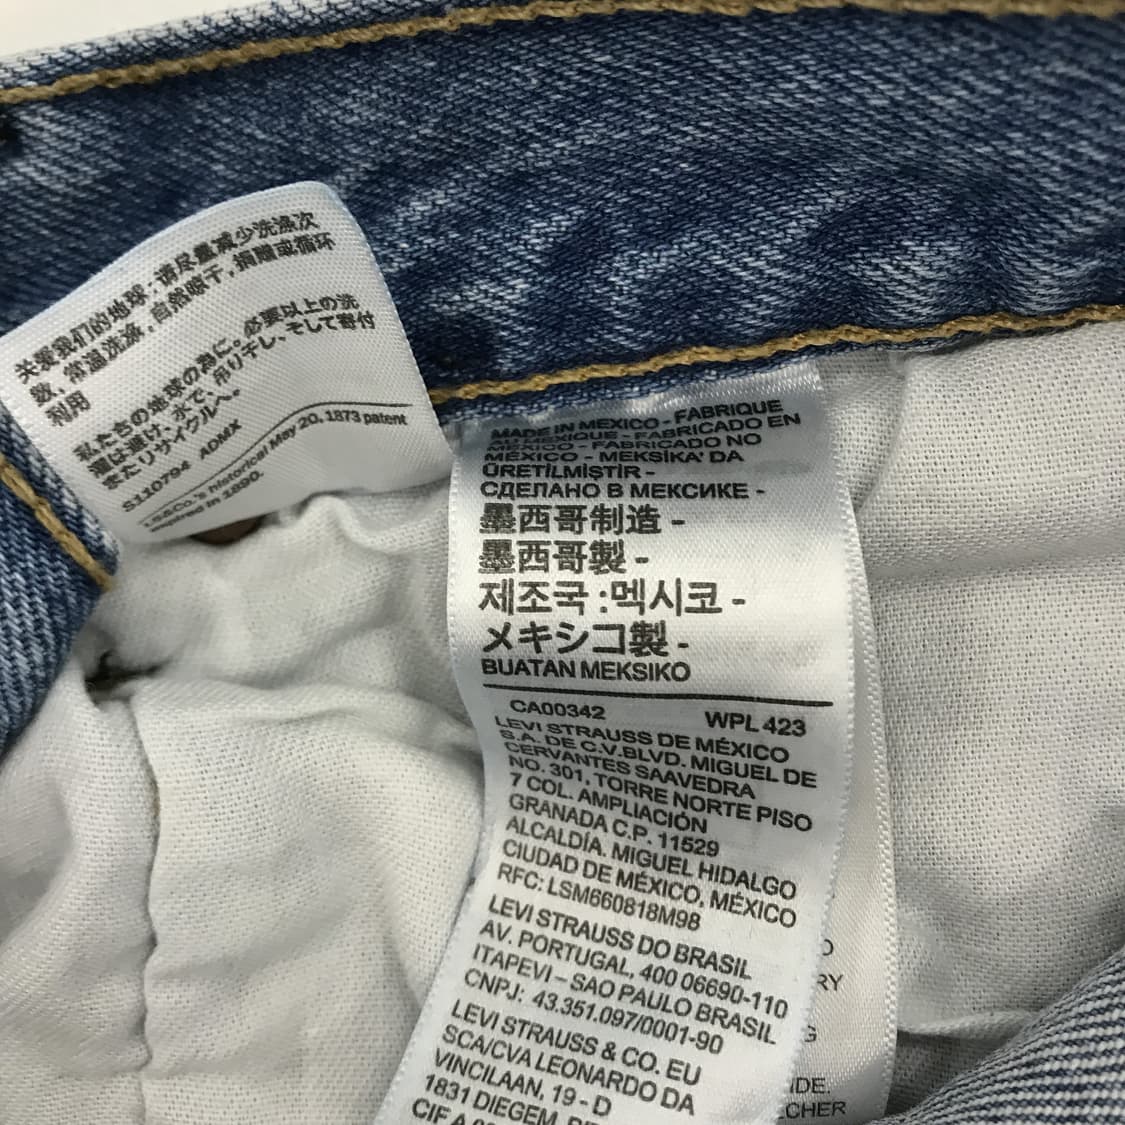 关爱我们的地球，请尽量减少洗涤次
数，常温洗涤，自然晾干，捐赠或循环
利用
私たちの地球の為に。必要以上の洗
濯は避け、水で、吊り干し、そして寄付
またリサイクルへ。
S110794 ADMX
LS&Co.'s historical May 20, 1873 patent
inspired in 1890.
MADE IN MEXICO - FABRIQUE
AU MEXIQUE - FABRICADO EN
MÉXICO - FABRICADO NO
MÉXICO - MEKSİKA' DA
ÜRETİLMİŞTİR -
СДЕЛАНО В МЕКСИКЕ -
墨西哥制造 -
墨西哥製 -
제조국 :멕시코 -
メキシコ製 -
BUATAN MEKSIKO
CA00342 WPL 423
LEVI STRAUSS DE MÉXICO
S.A. DE C.V.BLVD. MIGUEL DE
CERVANTES SAAVEDRA
NO. 301, TORRE NORTE PISO
7 COL. AMPLIACIÓN
GRANADA C.P. 11529
ALCALDÍA. MIGUEL HIDALGO
CIUDAD DE MÉXICO, MÉXICO
RFC: LSM660818M98
LEVI STRAUSS DO BRASIL
AV. PORTUGAL, 400 06690-110
ITAPEVI – SAO PAULO BRASIL
CNPJ: 43.351.097/0001-90
LEVI STRAUSS & CO. EU
SCA/CVA LEONARDO DA
VINCILAAN, 19 - D
1831 DIEGEM,
CIF A